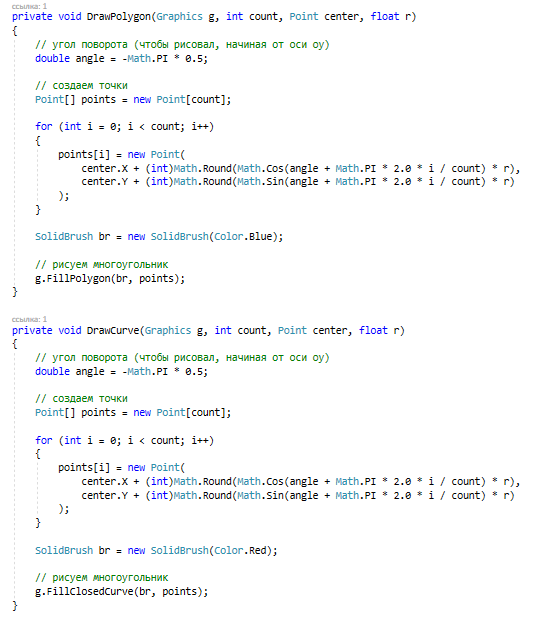 ссылка: 1
private void DrawPolygon(Graphics g, int count, Point center, float r)
{
    // угол поворота (чтобы рисовал, начиная от оси oy)
    double angle = -Math.PI * 0.5;

    // создаем точки
    Point[] points = new Point[count];

    for (int i = 0; i < count; i++)
    {
        points[i] = new Point(
            center.X + (int)Math.Round(Math.Cos(angle + Math.PI * 2.0 * i / count) * r),
            center.Y + (int)Math.Round(Math.Sin(angle + Math.PI * 2.0 * i / count) * r)
        );
    }

    SolidBrush br = new SolidBrush(Color.Blue);

    // рисуем многоугольник
    g.FillPolygon(br, points);
}

ссылка: 1
private void DrawCurve(Graphics g, int count, Point center, float r)
{
    // угол поворота (чтобы рисовал, начиная от оси oy)
    double angle = -Math.PI * 0.5;

    // создаем точки
    Point[] points = new Point[count];

    for (int i = 0; i < count; i++)
    {
        points[i] = new Point(
            center.X + (int)Math.Round(Math.Cos(angle + Math.PI * 2.0 * i / count) * r),
            center.Y + (int)Math.Round(Math.Sin(angle + Math.PI * 2.0 * i / count) * r)
        );
    }

    SolidBrush br = new SolidBrush(Color.Red);

    // рисуем многоугольник
    g.FillClosedCurve(br, points);
}